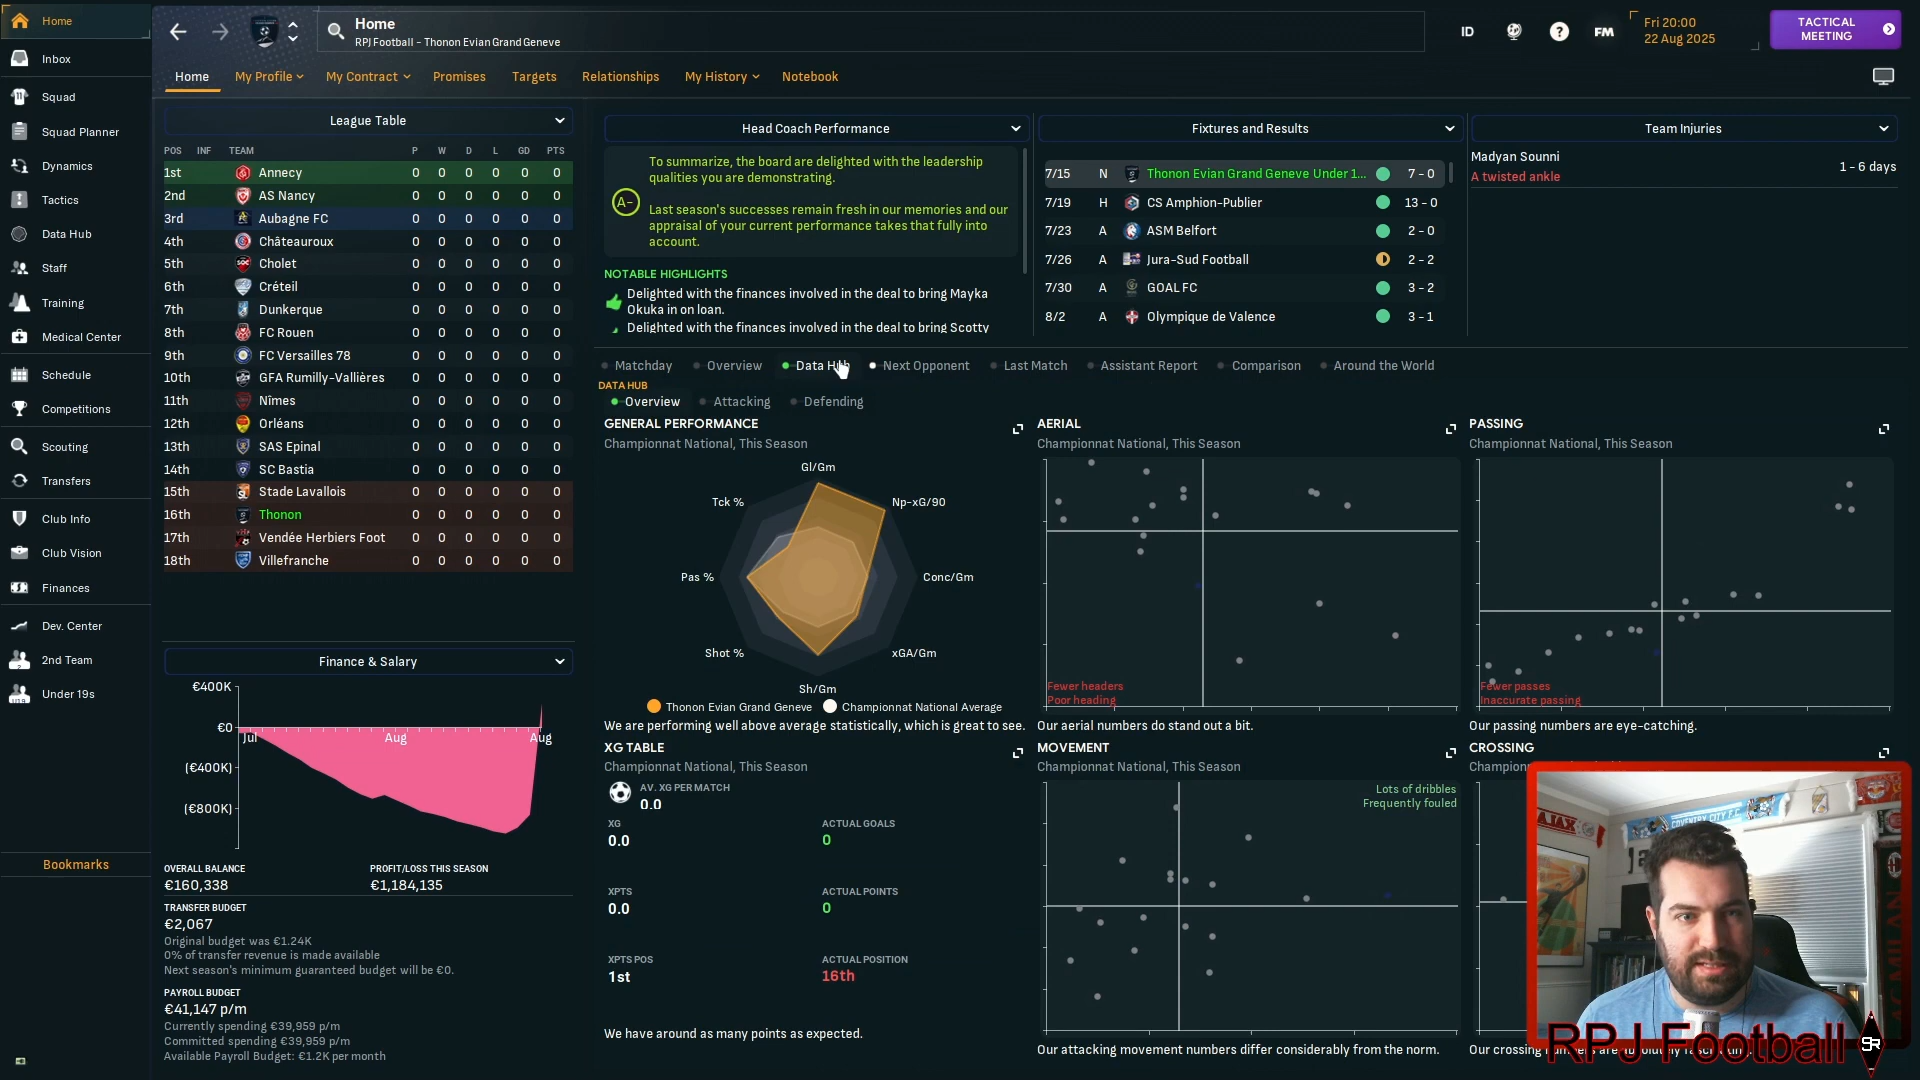 Home
Inbox
Squad
Squad Planner
Dynamics
Tactics
Data Hub
Staff
Training
Medical Center
Schedule
Competitions
Scouting
Transfers
Club Info
Club Vision
Finances
Dev. Center
2nd Team
Under 19s
Bookmarks
Home
RPJ Football - Thonon Evian Grand Geneve
ID
FM
Fri 20:00
22 Aug 2025
TACTICAL
MEETING
Home My Profile My Contract Promises Targets Relationships My History Notebook
League Table
POS INF TEAM P W D L GD PTS
1st Annecy 0 0 0 0 0 0
2nd AS Nancy 0 0 0 0 0 0
3rd Aubagne FC 0 0 0 0 0 0
4th Châteauroux 0 0 0 0 0 0
5th Cholet 0 0 0 0 0 0
6th Créteil 0 0 0 0 0 0
7th Dunkerque 0 0 0 0 0 0
8th FC Rouen 0 0 0 0 0 0
9th FC Versailles 78 0 0 0 0 0 0
10th GFA Rumilly-Vallières 0 0 0 0 0 0
11th Nîmes 0 0 0 0 0 0
12th Orléans 0 0 0 0 0 0
13th SAS Epinal 0 0 0 0 0 0
14th SC Bastia 0 0 0 0 0 0
15th Stade Lavallois 0 0 0 0 0 0
16th Thonon 0 0 0 0 0 0
17th Vendée Herbiers Foot 0 0 0 0 0 0
18th Villefranche 0 0 0 0 0 0
Finance & Salary
€400K
€0
(€400K)
(€800K)
Jul Aug Aug
OVERALL BALANCE PROFIT/LOSS THIS SEASON
€160,338 €1,184,135
TRANSFER BUDGET
€2,067
Original budget was €1.24K
0% of transfer revenue is made available
Next season's minimum guaranteed budget will be €0.
PAYROLL BUDGET
€41,147 p/m
Currently spending €39,959 p/m
Committed spending €39,959 p/m
Available Payroll Budget: €1.2K per month
Head Coach Performance
A-
To summarize, the board are delighted with the leadership
qualities you are demonstrating.
Last season's successes remain fresh in our memories and our
appraisal of your current performance takes that fully into
account.
NOTABLE HIGHLIGHTS
Delighted with the finances involved in the deal to bring Mayka
Okuka in on loan.
Delighted with the finances involved in the deal to bring Scotty
Fixtures and Results
7/15 N Thonon Evian Grand Geneve Under 1... 7 - 0
7/19 H CS Amphion-Publier 13 - 0
7/23 A ASM Belfort 2 - 0
7/26 A Jura-Sud Football 2 - 2
7/30 A GOAL FC 3 - 2
8/2 A Olympique de Valence 3 - 1
Team Injuries
Madyan Sounni
A twisted ankle
1 - 6 days
Matchday Overview Data Hub Next Opponent Last Match Assistant Report Comparison Around the World
DATA HUB
Overview Attacking Defending
GENERAL PERFORMANCE
Championnat National, This Season
Gl/Gm
Np-xG/90
Conc/Gm
xGA/Gm
Sh/Gm
Shot %
Pas %
Tck %
Thonon Evian Grand Geneve Championnat National Average
We are performing well above average statistically, which is great to see.
AERIAL
Championnat National, This Season
Fewer headers
Poor heading
Our aerial numbers do stand out a bit.
PASSING
Championnat National, This Season
Fewer passes
Inaccurate passing
Our passing numbers are eye-catching.
XG TABLE
Championnat National, This Season
AV. XG PER MATCH
0.0
XG ACTUAL GOALS
0.0 0
XPTS ACTUAL POINTS
0.0 0
XPTS POS ACTUAL POSITION
1st 16th
We have around as many points as expected.
MOVEMENT
Championnat National, This Season
Lots of dribbles
Frequently fouled
Our attacking movement numbers differ considerably from the norm.
CROSSING
AJAX
COVENTRY CITY F.C.
AC MILAN
RPJ Football